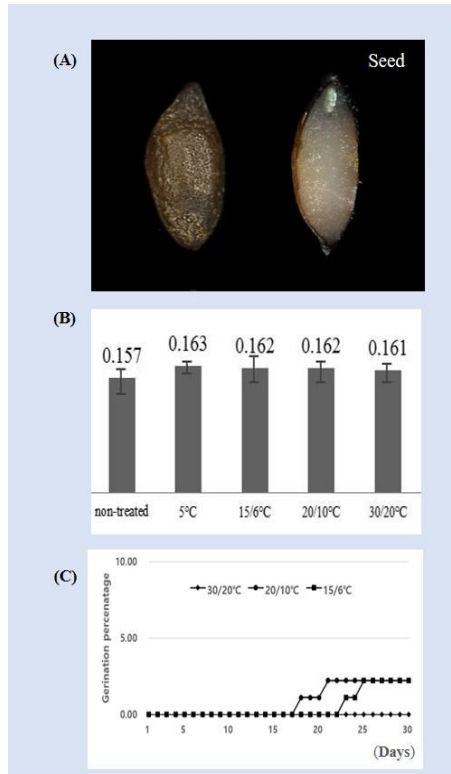 (A)
Seed
(B)
0.157 0.163 0.162 0.162 0.161
non-treated 5℃ 15/6℃ 20/10℃ 30/20℃
(C)
10.00
30/20℃ 20/10℃ 15/6℃
5.00
0.00
Gerination percenatage
1 5 10 15 20 25 30
(Days)